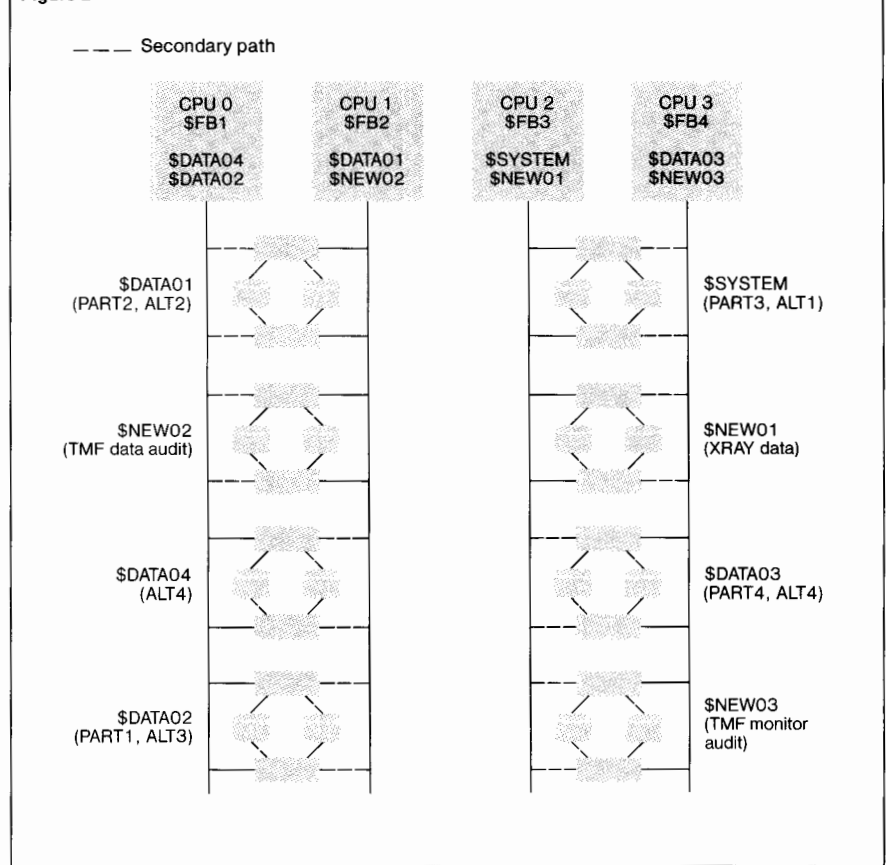 Secondary path
CPU 0
$FB1
$DATA04
$DATA02
CPU 1
$FB2
$DATA01
$NEW02
CPU 2
$FB3
$SYSTEM
$NEW01
CPU 3
$FB4
$DATA03
$NEW03
$DATA01
(PART2, ALT2)
$SYSTEM
(PART3, ALT1)
$NEW02
(TMF data audit)
$NEW01
(XRAY data)
$DATA04
(ALT4)
$DATA03
(PART4, ALT4)
$DATA02
(PART1, ALT3)
$NEW03
(TMF monitor
audit)